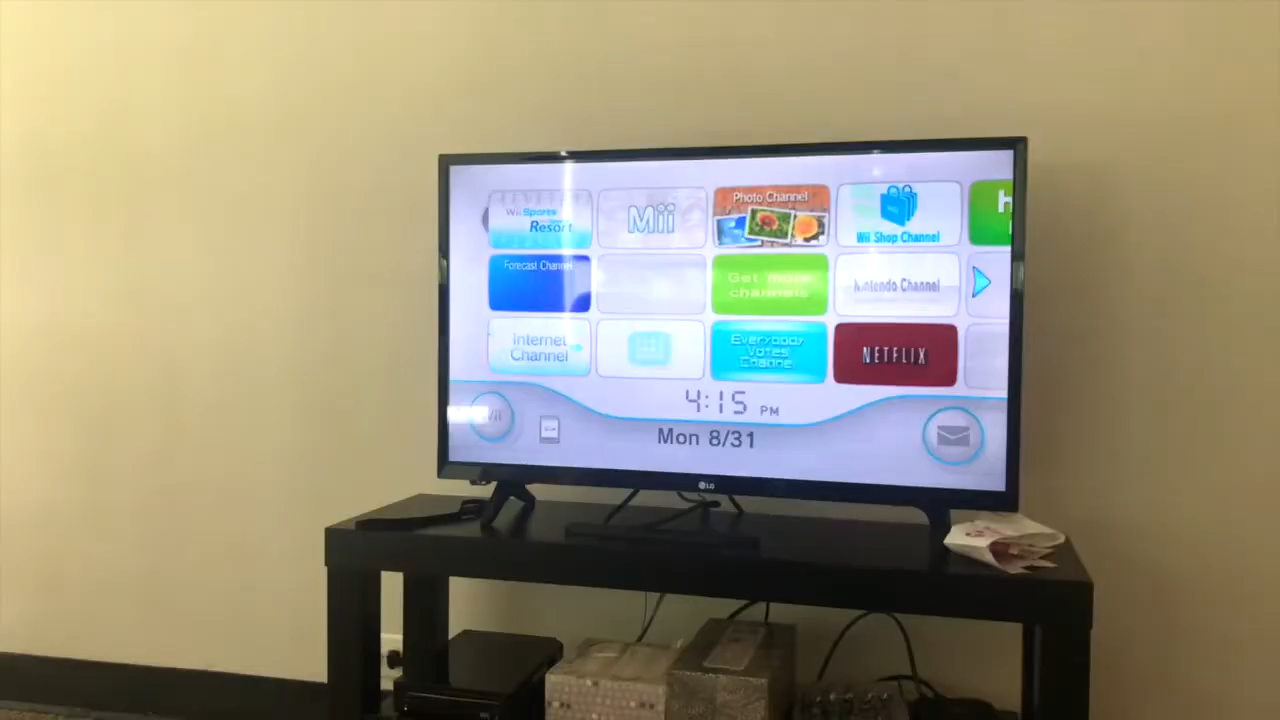 Wii Sports
Resort
Mii
Photo Channel
Wii Shop Channel
Forecast Channel
Get more
channels
Nintendo Channel
Internet
Channel
Everybody
Votes
Channel
NETFLIX
4:15 PM
Mon 8/31
LG